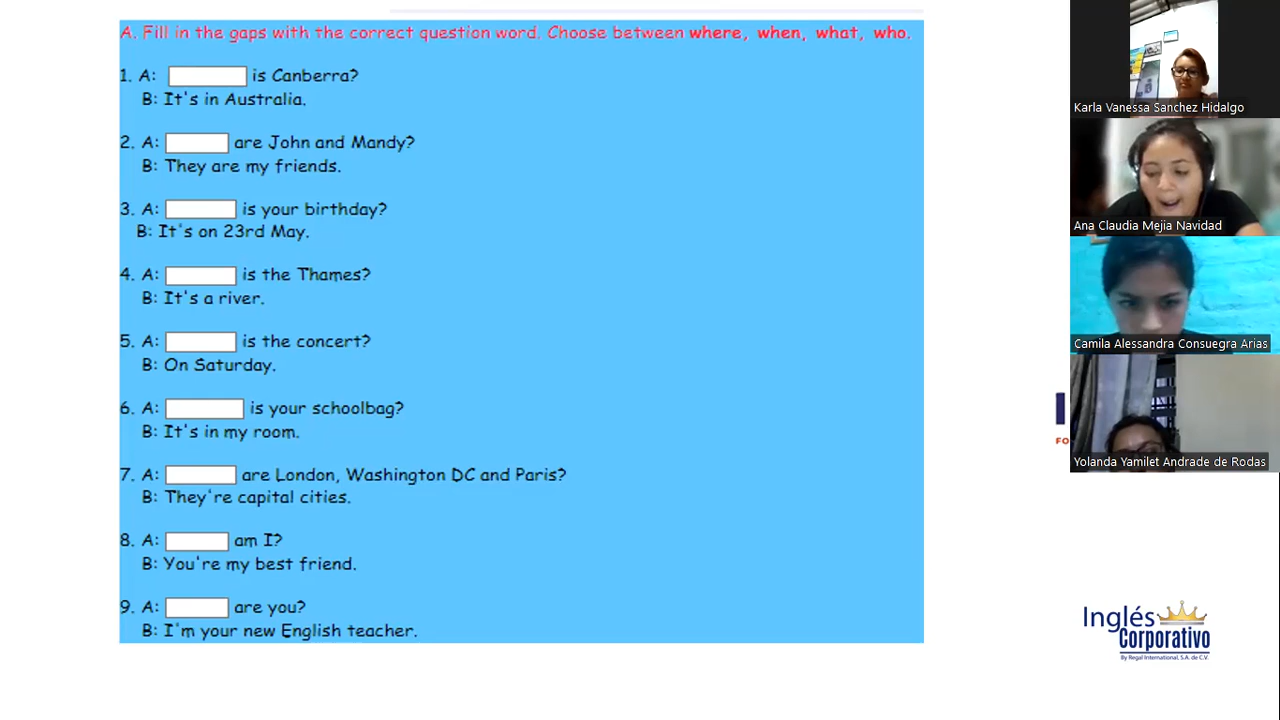 A. Fill in the gaps with the correct question word. Choose between where, when, what, who.
1. A: is Canberra?
B: It's in Australia.
2. A: are John and Mandy?
B: They are my friends.
3. A: is your birthday?
B: It's on 23rd May.
4. A: is the Thames?
B: It's a river.
5. A: is the concert?
B: On Saturday.
6. A: is your schoolbag?
B: It's in my room.
7. A: are London, Washington DC and Paris?
B: They're capital cities.
8. A: am I?
B: You're my best friend.
9. A: are you?
B: I'm your new English teacher.
Karla Vanessa Sanchez Hidalgo
Ana Claudia Mejia Navidad
Camila Alessandra Consuegra Arias
Yolanda Yamilet Andrade de Rodas
FO
Inglés
Corporativo
By Regal International, S.A. de C.V.